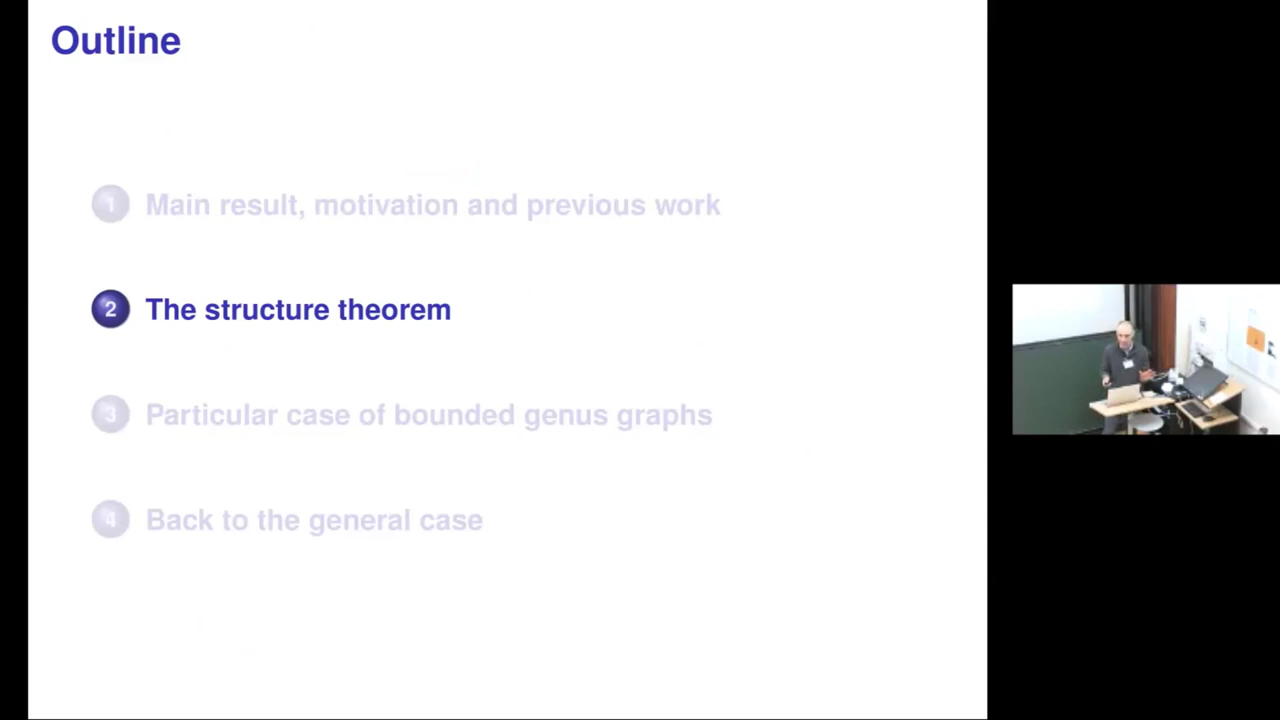 Outline
1 Main result, motivation and previous work
2 The structure theorem
3 Particular case of bounded genus graphs
4 Back to the general case